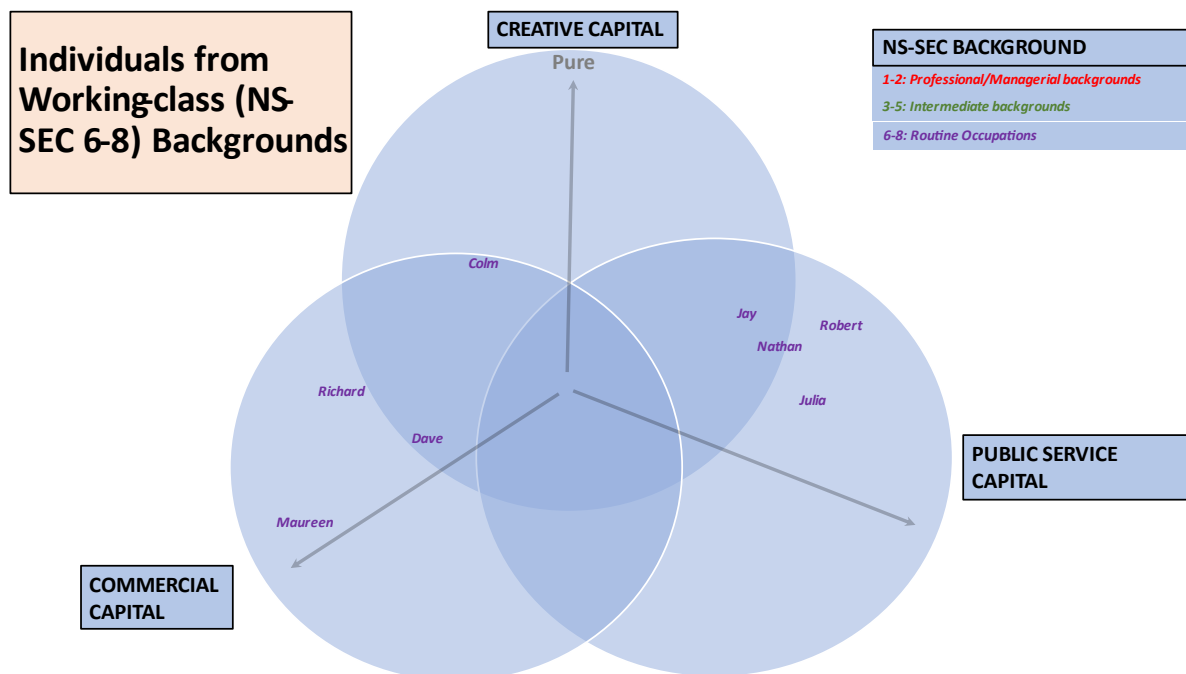 Individuals from
Working-class (NS-
SEC 6-8) Backgrounds
CREATIVE CAPITAL
Pure
NS-SEC BACKGROUND
1-2: Professional/Managerial backgrounds
3-5: Intermediate backgrounds
6-8: Routine Occupations
Colm
Jay
Robert
Nathan
Richard
Julia
Dave
Maureen
PUBLIC SERVICE
CAPITAL
COMMERCIAL
CAPITAL